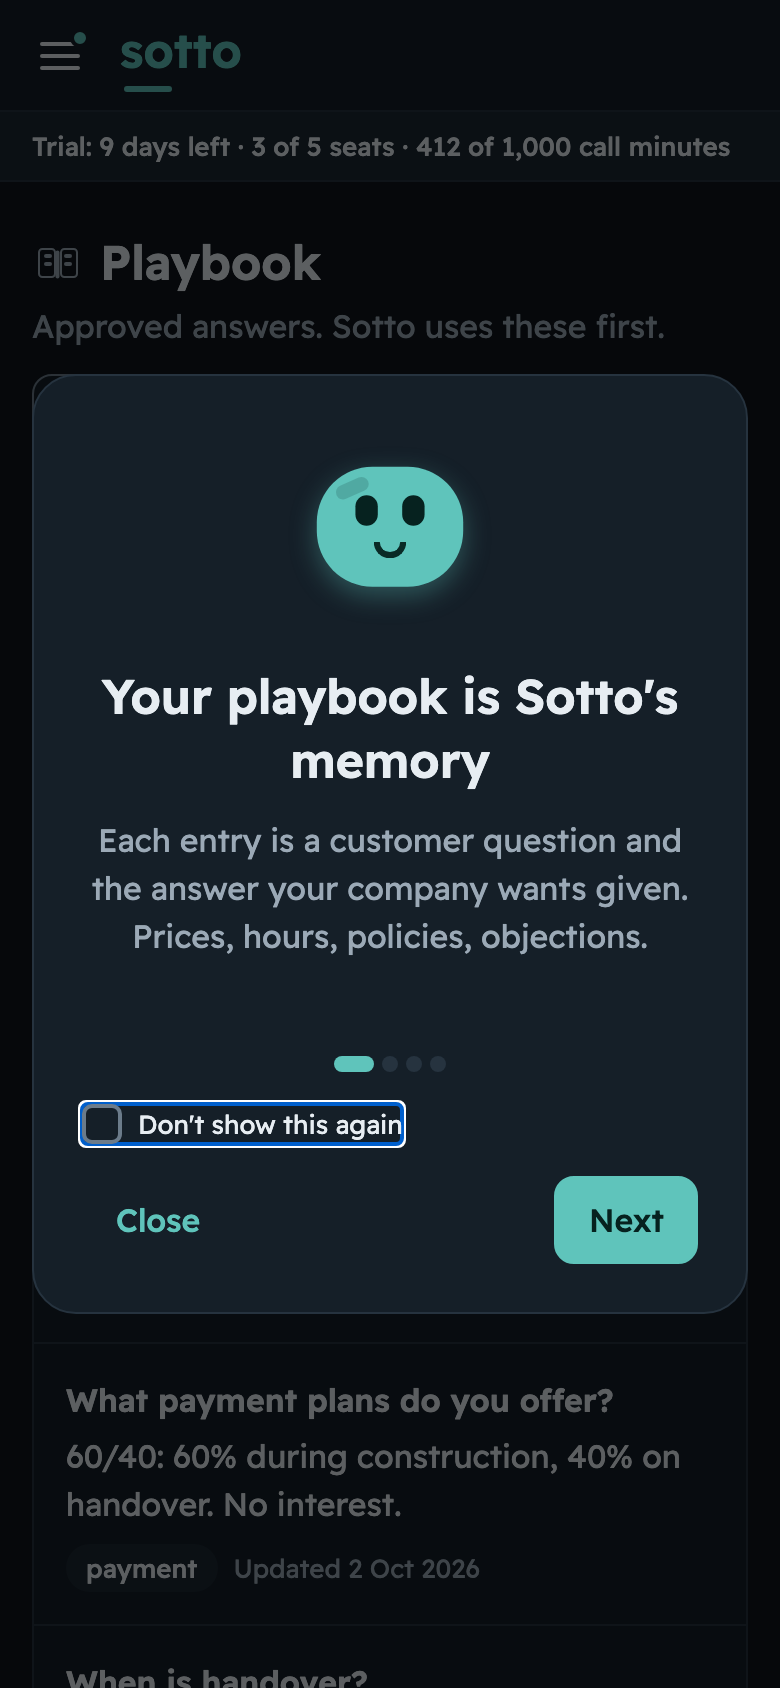 sotto
Trial: 9 days left · 3 of 5 seats · 412 of 1,000 call minutes
Playbook
Approved answers. Sotto uses these first.
Your playbook is Sotto's
memory
Each entry is a customer question and
the answer your company wants given.
Prices, hours, policies, objections.
Don't show this again
Close
Next
What payment plans do you offer?
60/40: 60% during construction, 40% on
handover. No interest.
payment
Updated 2 Oct 2026
When is handover?